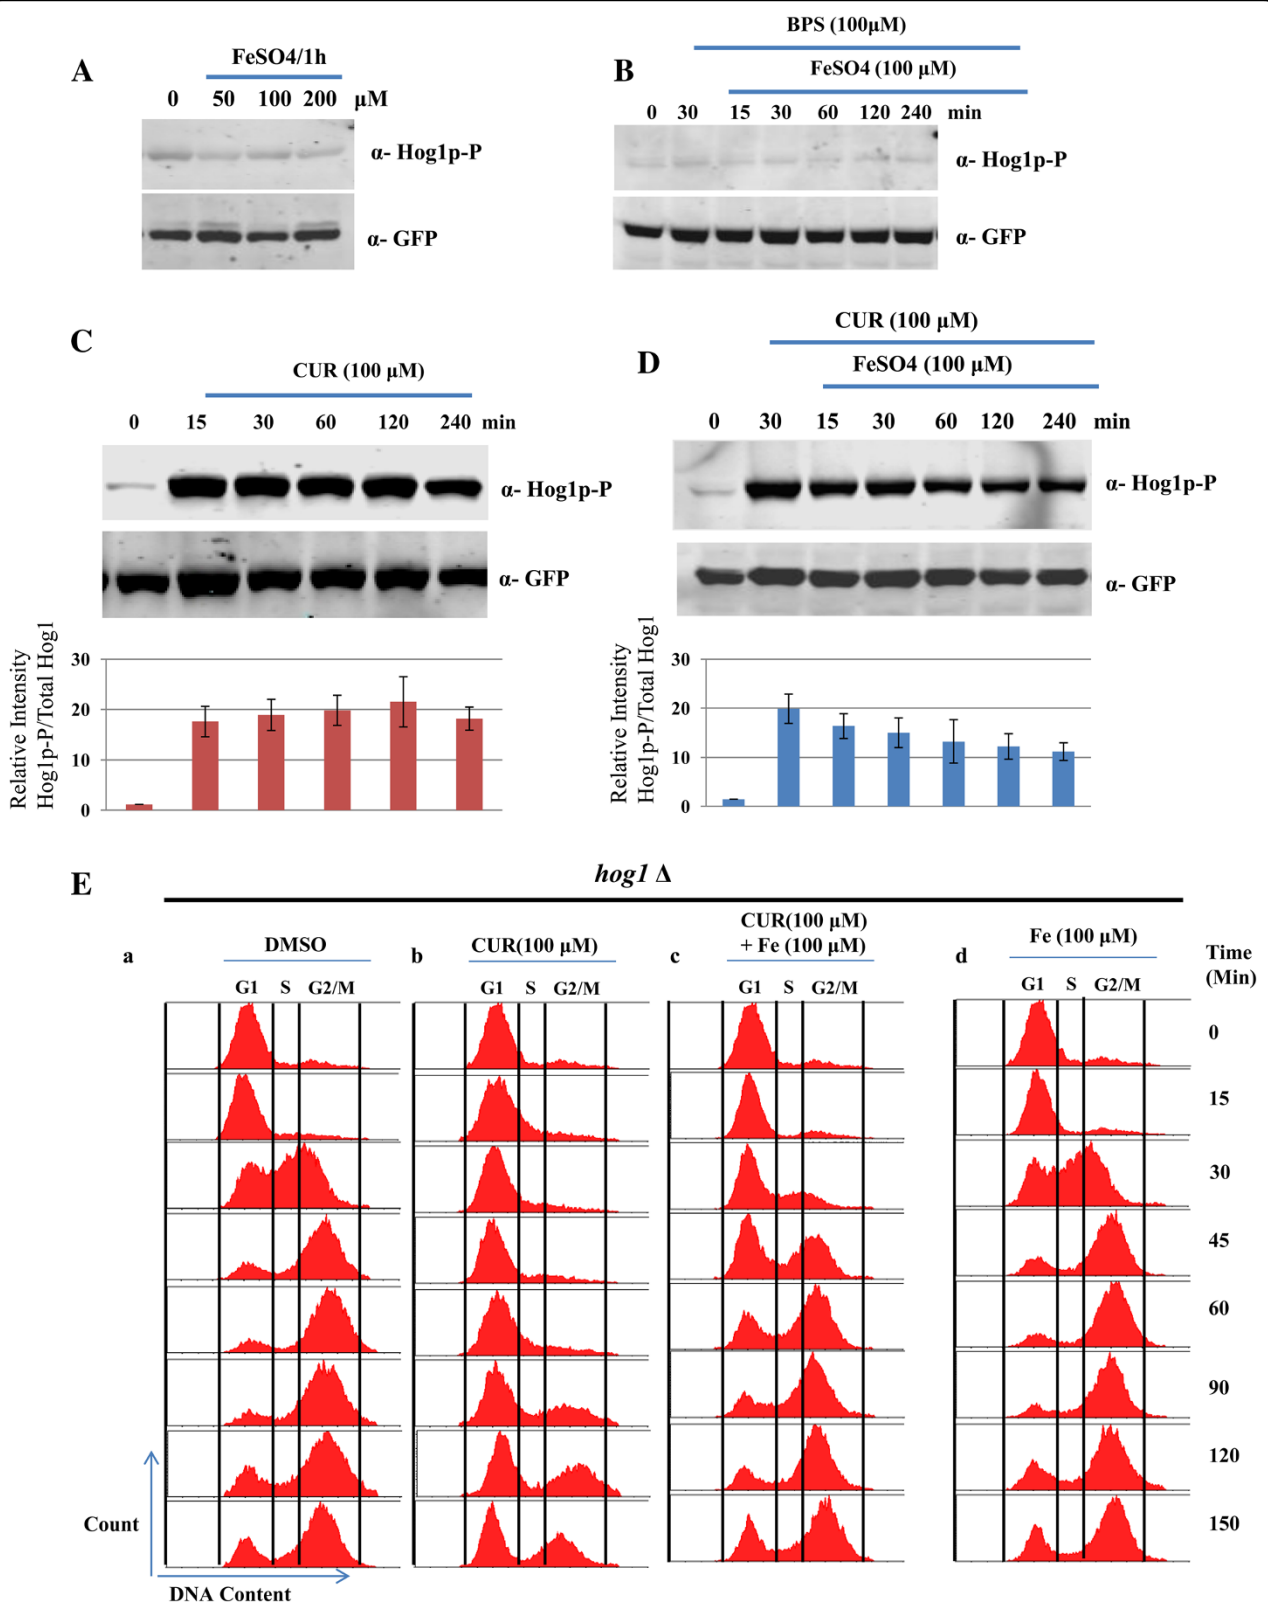 A
FeSO4/1h
0 50 100 200 µM
α- Hog1p-P
α- GFP
B
BPS (100µM)
FeSO4 (100 µM)
0 30 15 30 60 120 240 min
α- Hog1p-P
α- GFP
C
CUR (100 µM)
0 15 30 60 120 240 min
α- Hog1p-P
α- GFP
Relative Intensity
Hog1p-P/Total Hog1
30
20
10
0
D
CUR (100 µM)
FeSO4 (100 µM)
0 30 15 30 60 120 240 min
α- Hog1p-P
α- GFP
Relative Intensity
Hog1p-P/Total Hog1
30
20
10
0
E
hog1 Δ
a
DMSO
G1 S G2/M
b
CUR(100 µM)
G1 S G2/M
c
CUR(100 µM)
+ Fe (100 µM)
G1 S G2/M
d
Fe (100 µM)
G1 S G2/M
Time
(Min)
0
15
30
45
60
90
120
150
Count
DNA Content